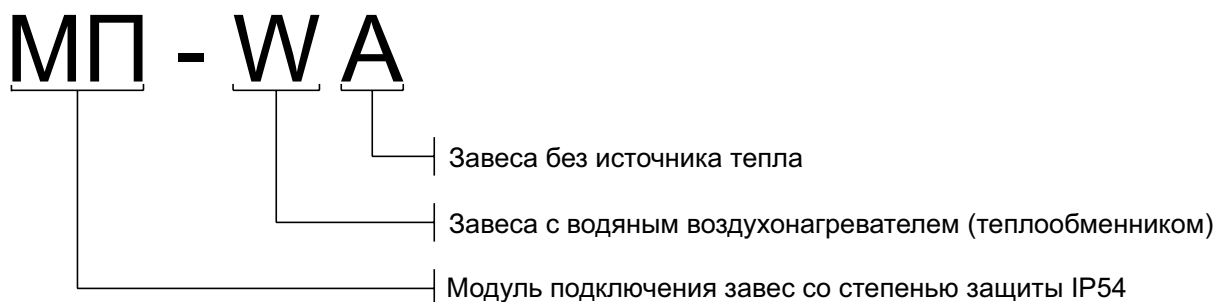 МП - W A
Завеса без источника тепла
Завеса с водяным воздухонагревателем (теплообменником)
Модуль подключения завес со степенью защиты IP54